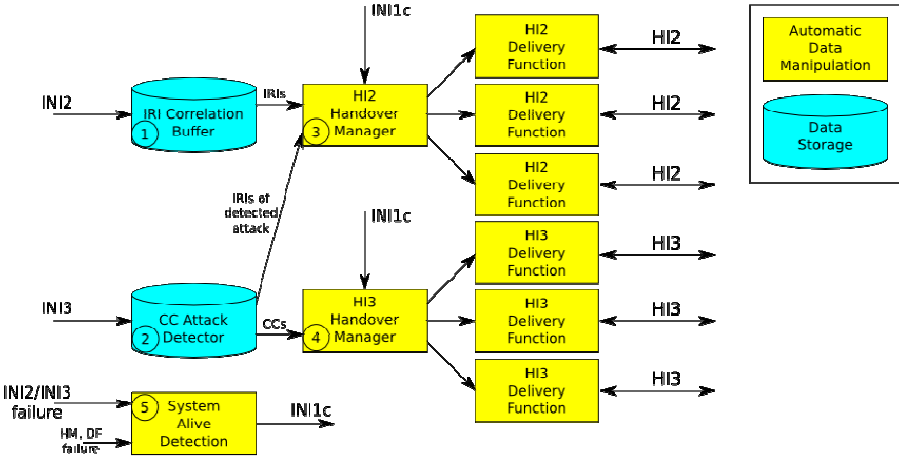 INI1c
HI2
Delivery
Function
HI2
Automatic
Data
Manipulation
INI2
IRI Correlation
Buffer
1
IRIs
HI2
Handover
Manager
3
HI2
Delivery
Function
HI2
Data
Storage
HI2
Delivery
Function
HI2
IRIs of
detected
attack
INI1c
HI3
Delivery
Function
HI3
INI3
CC Attack
Detector
2
CCs
HI3
Handover
Manager
4
HI3
Delivery
Function
HI3
HI3
Delivery
Function
HI3
INI2/INI3
failure
HM, DF
failure
5
System
Alive
Detection
INI1c